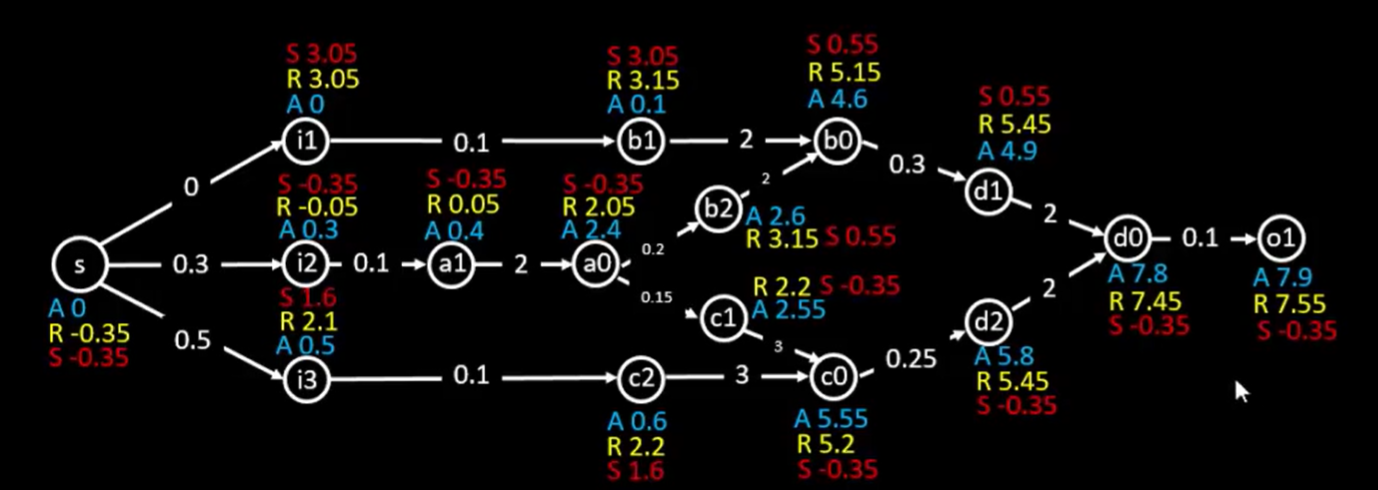 S 3.05
R 3.05
A 0
i1
0.1
S 3.05
R 3.15
A 0.1
b1
2
S 0.55
R 5.15
A 4.6
b0
0.3
S 0.55
R 5.45
A 4.9
d1
2
0
S -0.35
R -0.05
A 0.3
i2
0.1
S -0.35
R 0.05
A 0.4
a1
2
S -0.35
R 2.05
A 2.4
a0
0.2
b2
2
A 2.6
R 3.15 S 0.55
s
0.3
A 0
R -0.35
S -0.35
0.15
c1
R 2.2 S -0.35
A 2.55
3
d0
0.1
o1
A 7.8
R 7.45
S -0.35
A 7.9
R 7.55
S -0.35
0.5
S 1.6
R 2.1
A 0.5
i3
0.1
c2
3
c0
0.25
d2
2
A 5.8
R 5.45
S -0.35
A 0.6
R 2.2
S 1.6
A 5.55
R 5.2
S -0.35